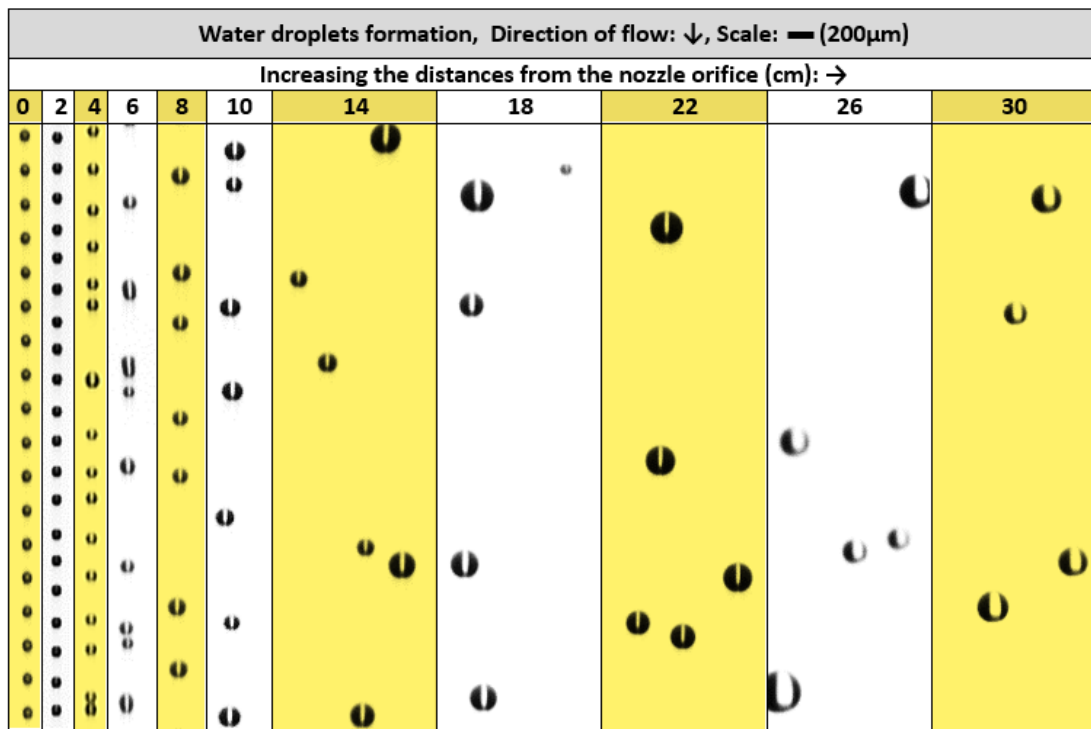 Water droplets formation, Direction of flow: ↓, Scale: ▬ (200µm)
Increasing the distances from the nozzle orifice (cm): →
0 2 4 6 8 10 14 18 22 26 30